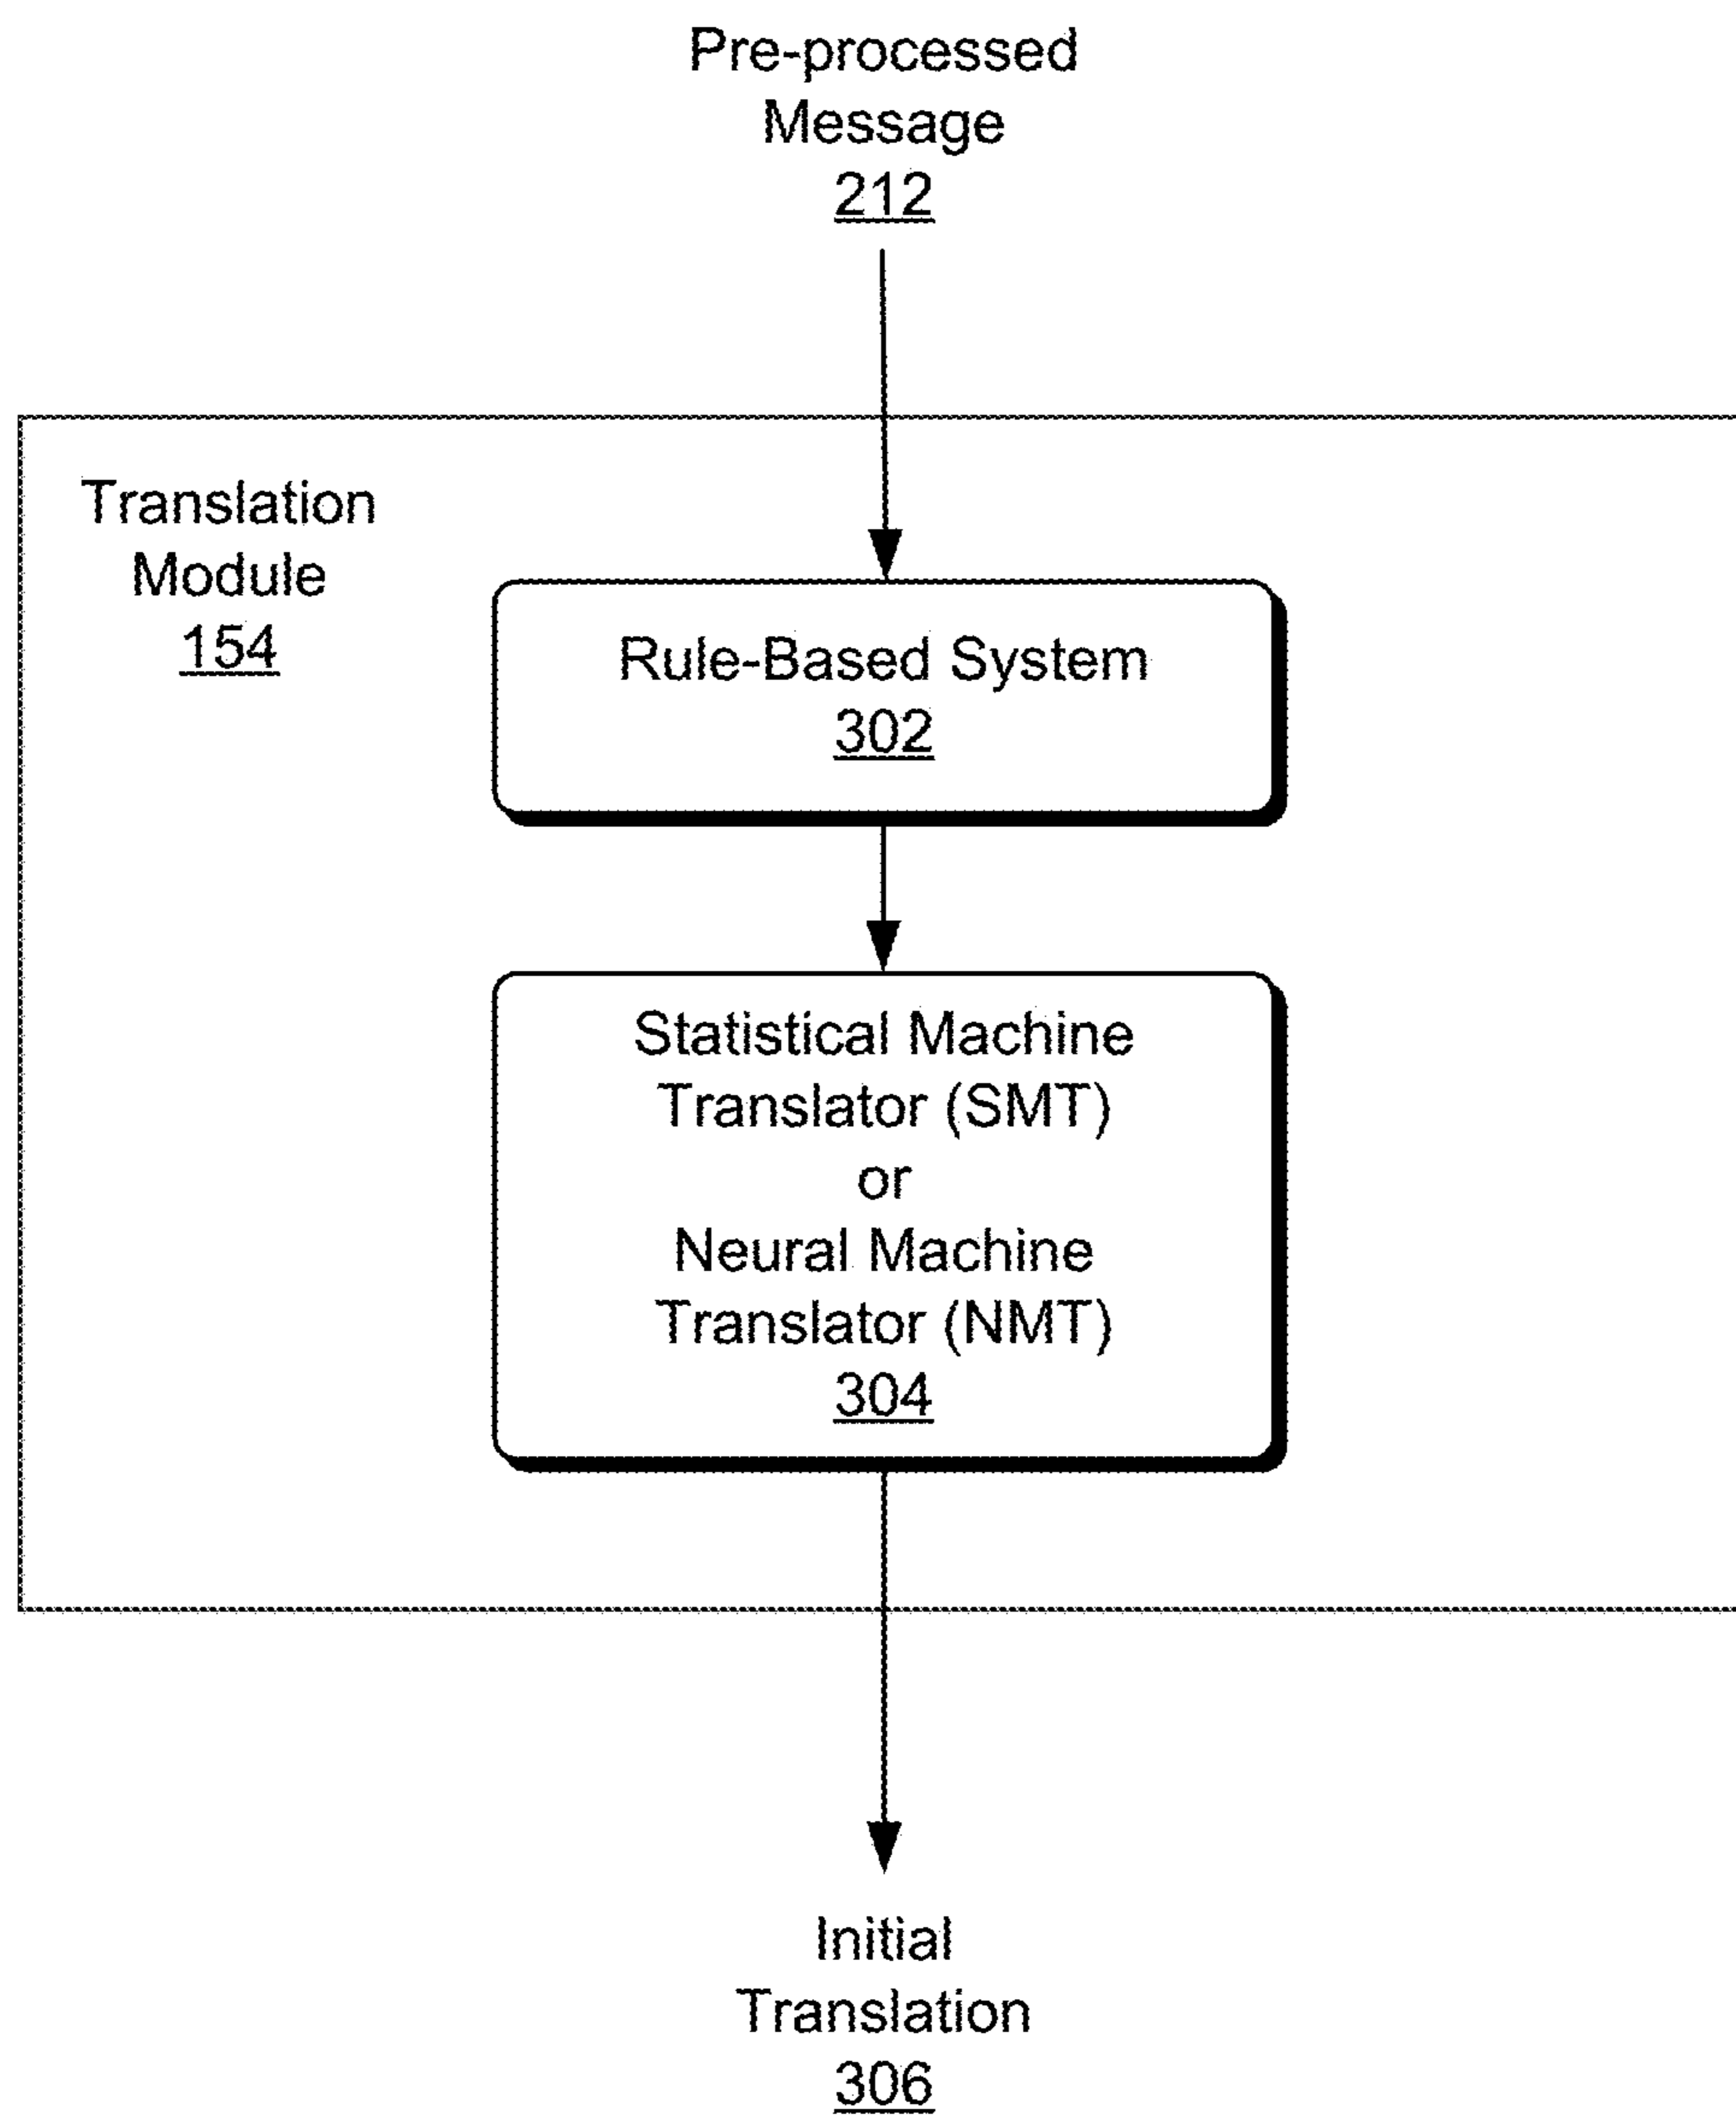 Pre-processed
Message
212
Translation
Module
154
Rule-Based System
302
Statistical Machine
Translator (SMT)
or
Neural Machine
Translator (NMT)
304
Initial
Translation
306